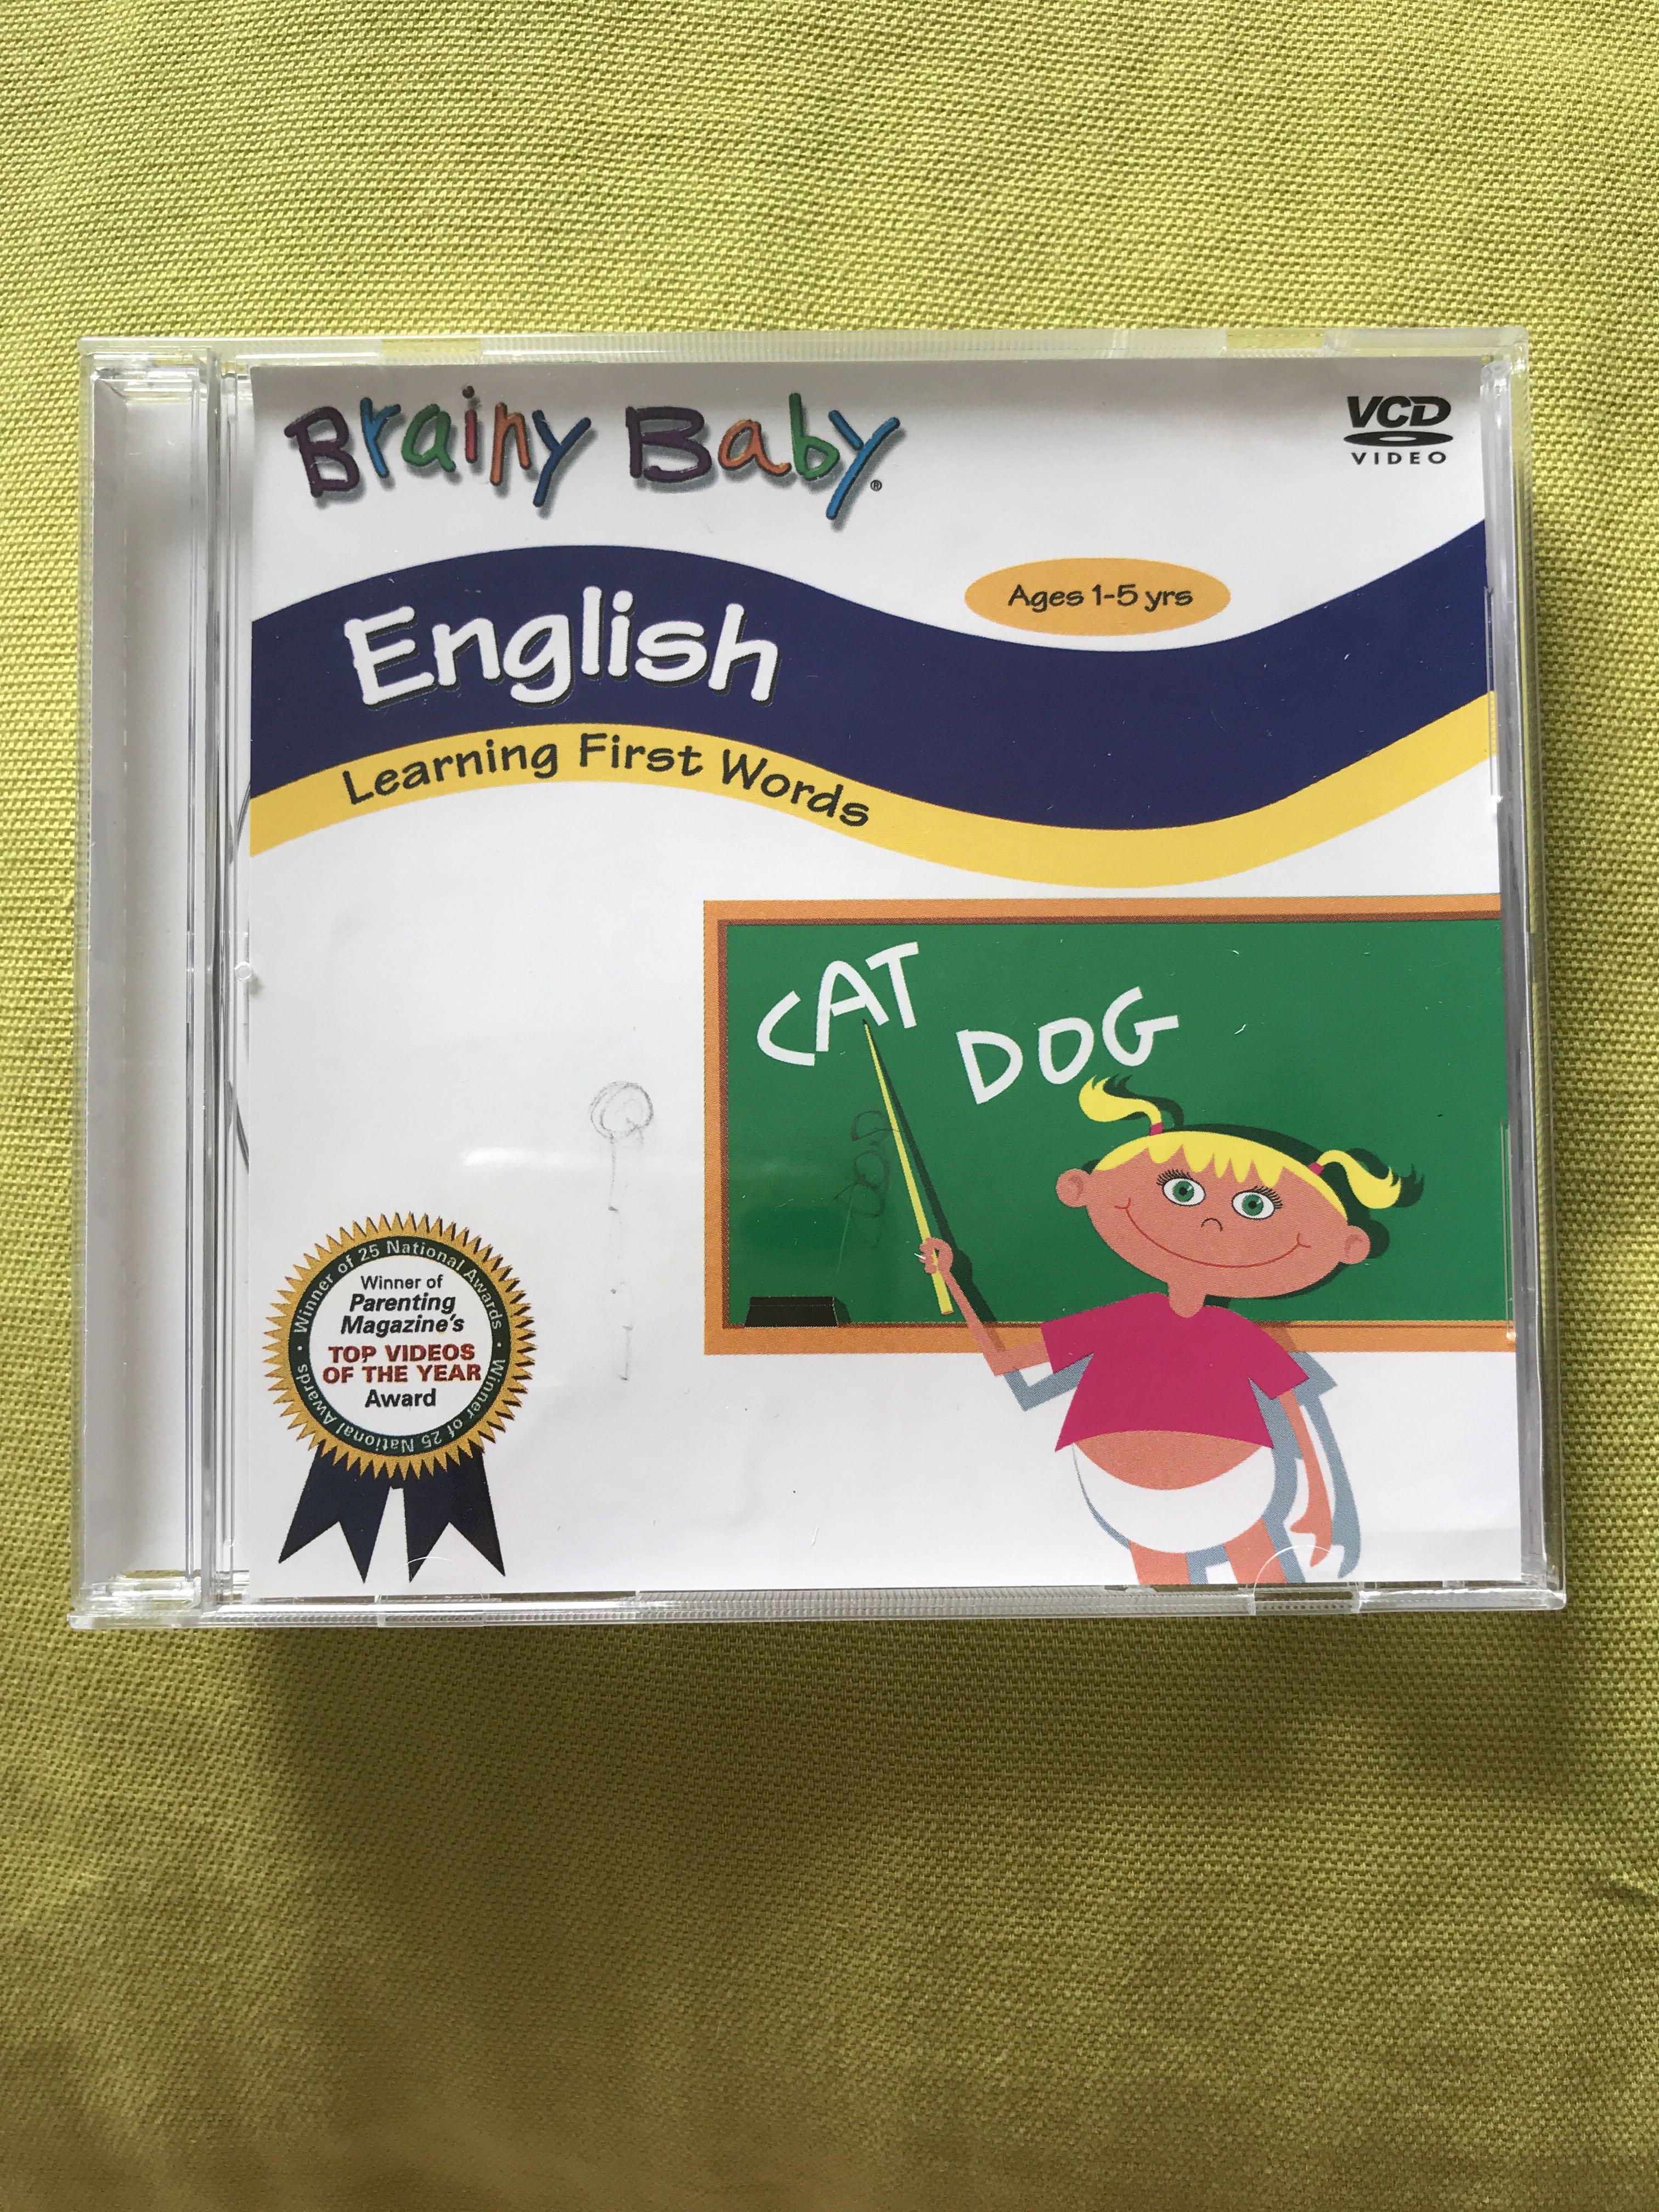 Brainy Baby®
VCD
VIDEO
Ages 1-5 yrs
English
Learning First Words
CAT
DOG
Winner of 25 National Awards • Winner of 25 National Awards •
Winner of
Parenting
Magazine's
TOP VIDEOS
OF THE YEAR
Award